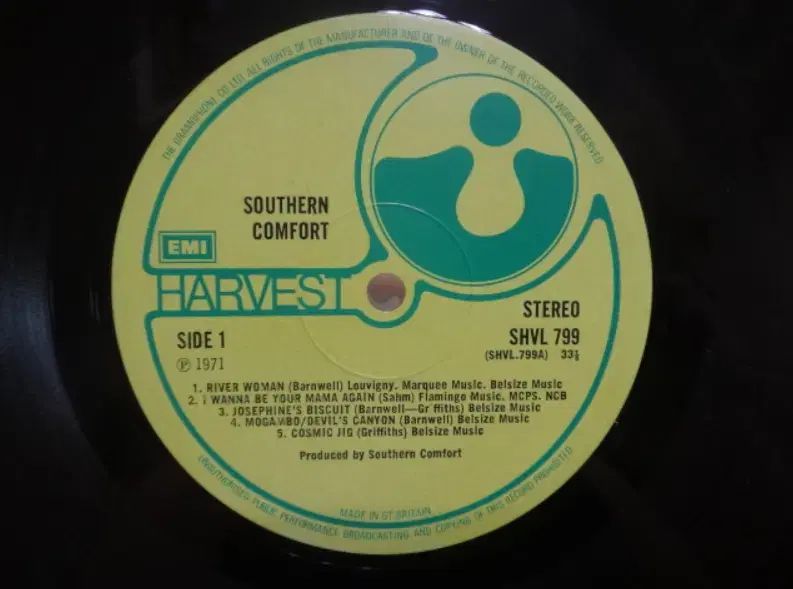 THE GRAMOPHONE CO. LTD. ALL RIGHTS OF THE MANUFACTURER AND OF THE OWNER OF THE RECORDED WORK RESERVED
SOUTHERN
COMFORT
EMI
HARVEST
STEREO
SIDE 1
SHVL 799
℗ 1971
(SHVL.799A) 33⅓
1. RIVER WOMAN (Barnwell) Louvigny. Marquee Music. Belsize Music
2. I WANNA BE YOUR MAMA AGAIN (Sahm) Flamingo Music. MCPS. NCB
3. JOSEPHINE'S BISCUIT (Barnwell—Griffiths) Belsize Music
4. MOGAMBO/DEVIL'S CANYON (Barnwell) Belsize Music
5. COSMIC JIG (Griffiths) Belsize Music
Produced by Southern Comfort
MADE IN GT. BRITAIN
UNAUTHORISED PUBLIC PERFORMANCE BROADCASTING AND COPYING OF THIS RECORD PROHIBITED